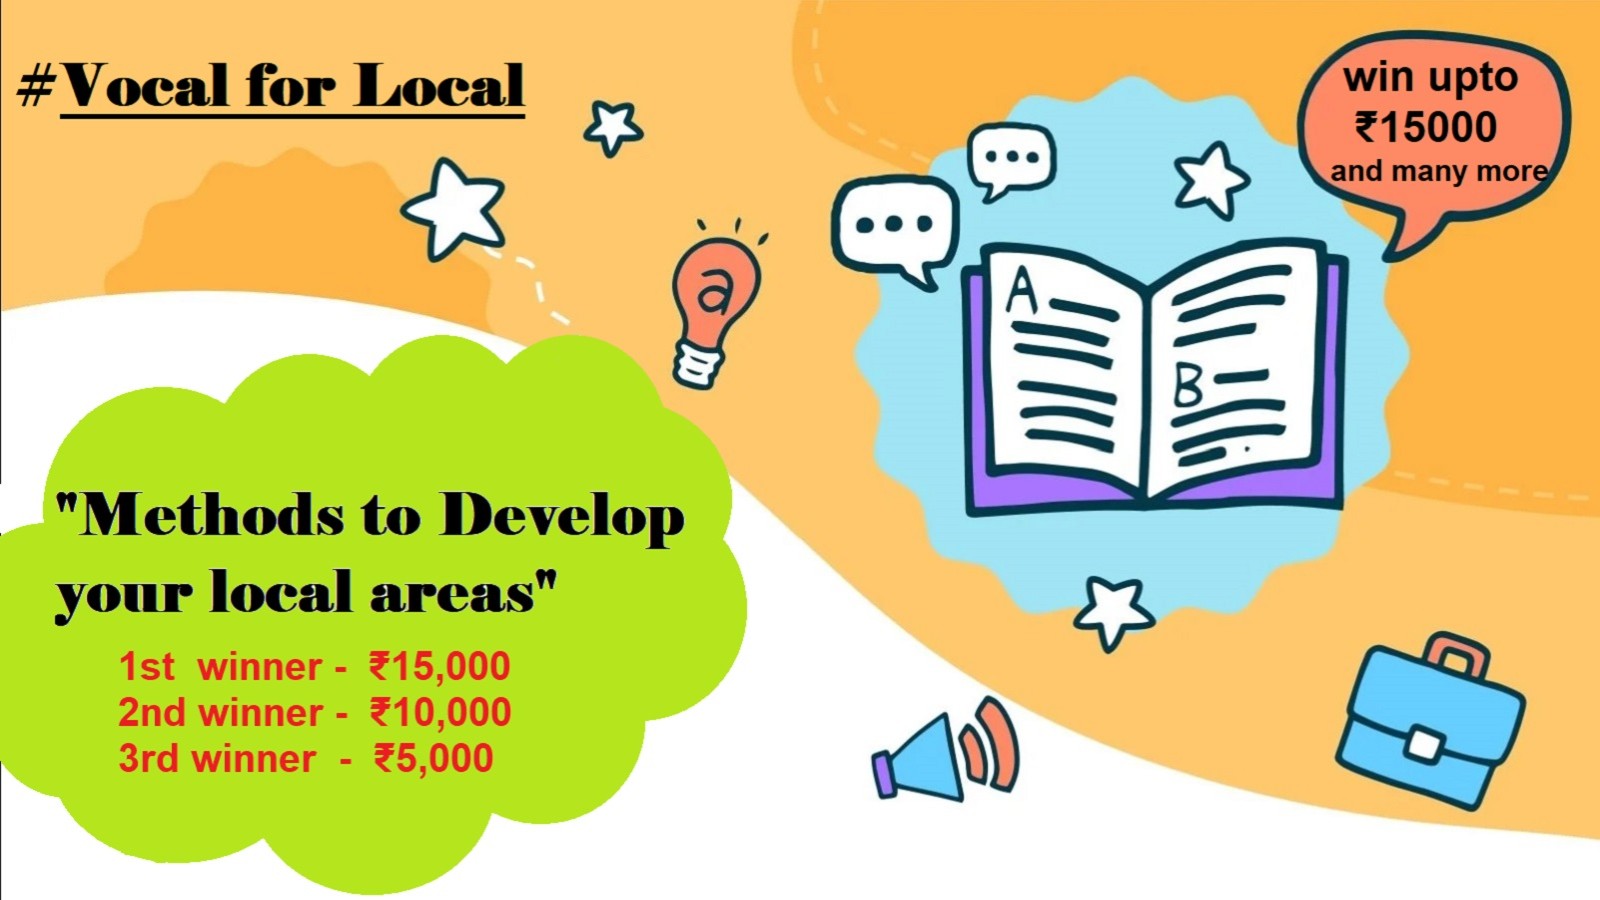 #Vocal for Local
win upto
₹15000
and many more
a
A
B
"Methods to Develop
your local areas"
1st winner - ₹15,000
2nd winner - ₹10,000
3rd winner - ₹5,000